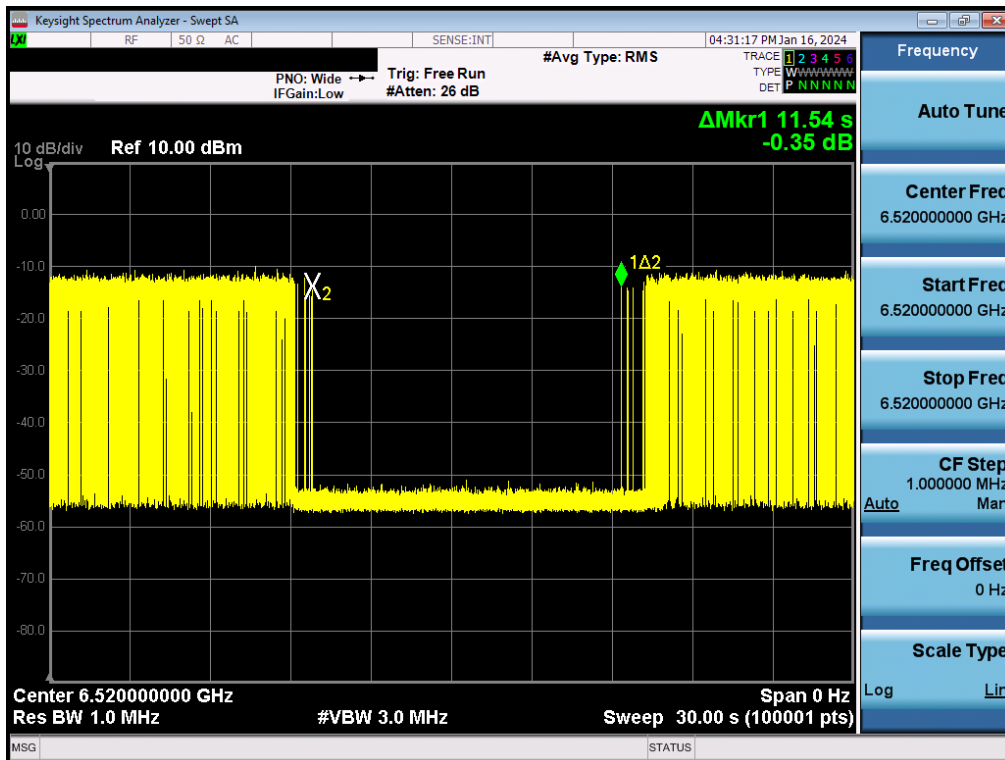 Keysight Spectrum Analyzer - Swept SA
LXI
RF 50 Ω AC SENSE:INT 04:31:17 PM Jan 16, 2024
PNO: Wide
IFGain:Low
Trig: Free Run
#Atten: 26 dB
#Avg Type: RMS
TRACE 1 2 3 4 5 6
TYPE WWWWWW
DET P N N N N N
ΔMkr1 11.54 s
-0.35 dB
10 dB/div Ref 10.00 dBm
Log
0.00
-10.0
-20.0
-30.0
-40.0
-50.0
-60.0
-70.0
-80.0
2
1Δ2
Center 6.520000000 GHz Span 0 Hz
Res BW 1.0 MHz #VBW 3.0 MHz Sweep 30.00 s (100001 pts)
MSG STATUS
Frequency
Auto Tune
Center Freq
6.520000000 GHz
Start Freq
6.520000000 GHz
Stop Freq
6.520000000 GHz
CF Step
1.000000 MHz
Auto Man
Freq Offset
0 Hz
Scale Type
Log Lin